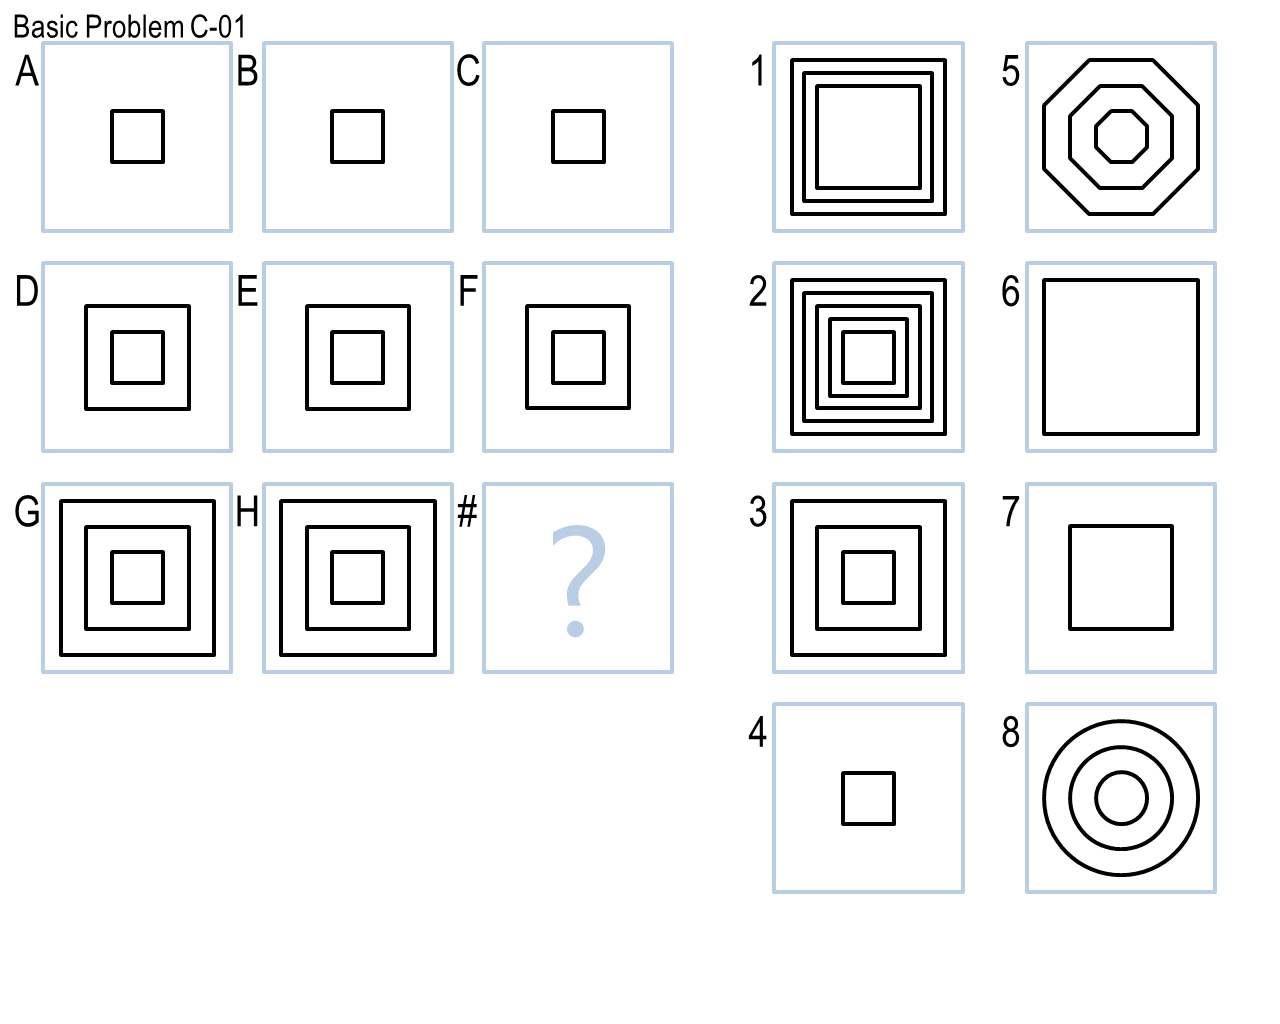 Basic Problem C-01
A B C 1 5
D E F 2 6
G H # ? 3 7
4 8